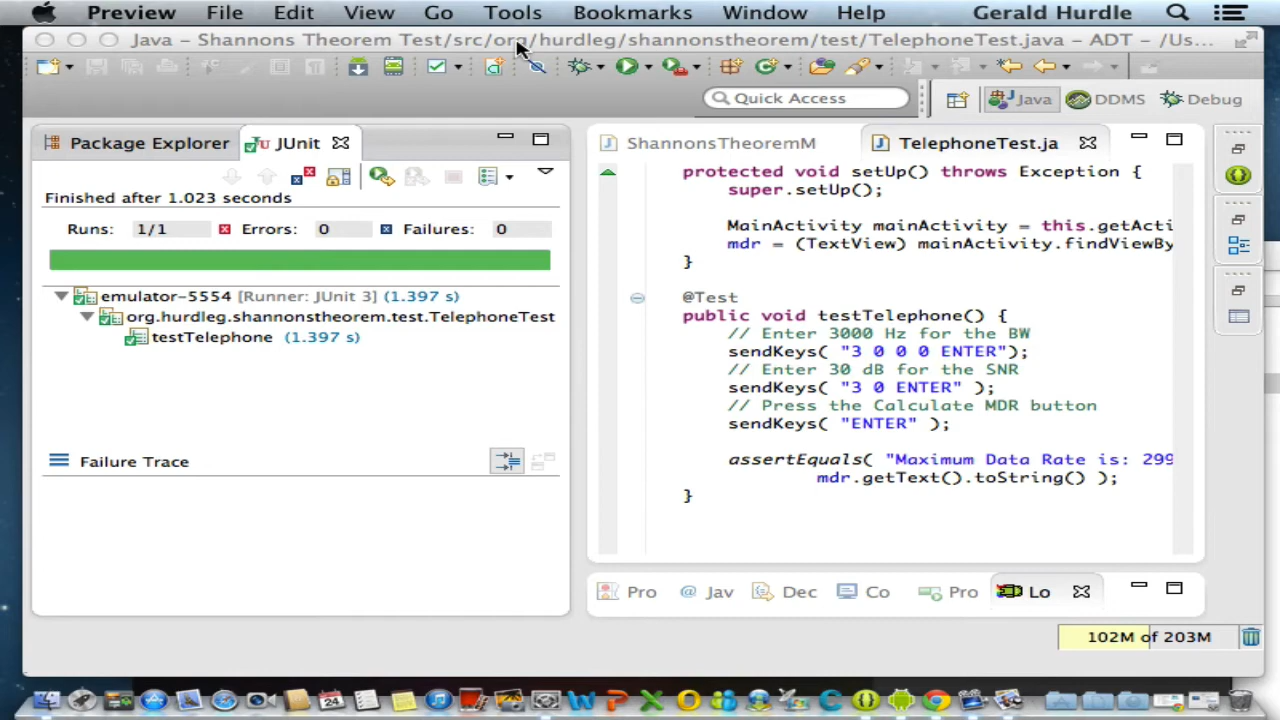 Preview File Edit View Go Tools Bookmarks Window Help Gerald Hurdle
Java – Shannons Theorem Test/src/org/hurdleg/shannonstheorem/test/TelephoneTest.java – ADT – /Us...
Quick Access
Java DDMS Debug
Package Explorer JUnit
Finished after 1.023 seconds
Runs: 1/1 Errors: 0 Failures: 0
emulator-5554 [Runner: JUnit 3] (1.397 s)
org.hurdleg.shannonstheorem.test.TelephoneTest
testTelephone (1.397 s)
Failure Trace
ShannonsTheoremM TelephoneTest.ja
protected void setUp() throws Exception {
super.setUp();
MainActivity mainActivity = this.getActi
mdr = (TextView) mainActivity.findViewBy
}
@Test
public void testTelephone() {
// Enter 3000 Hz for the BW
sendKeys( "3 0 0 0 ENTER");
// Enter 30 dB for the SNR
sendKeys( "3 0 ENTER" );
// Press the Calculate MDR button
sendKeys( "ENTER" );
assertEquals( "Maximum Data Rate is: 299
mdr.getText().toString() );
}
Pro @ Jav Dec Co Pro Lo
102M of 203M